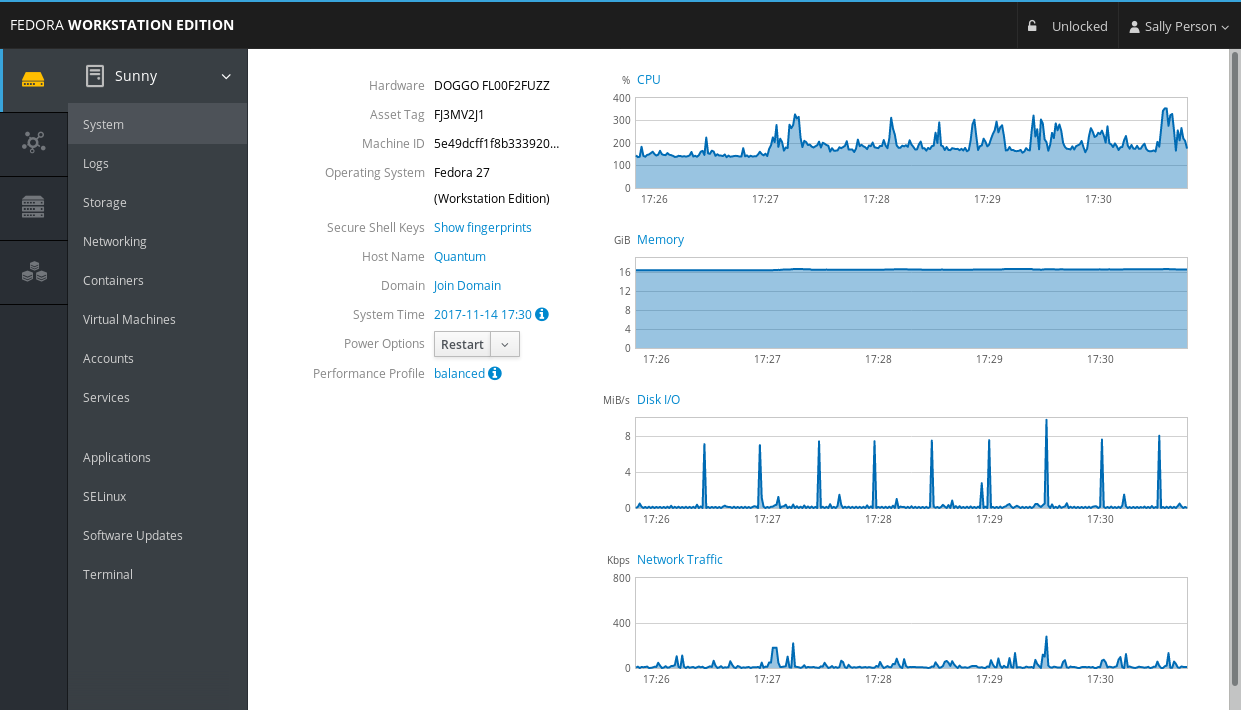 FEDORA WORKSTATION EDITION
Unlocked
Sally Person
Sunny
System
Logs
Storage
Networking
Containers
Virtual Machines
Accounts
Services
Applications
SELinux
Software Updates
Terminal
Hardware DOGGO FL00F2FUZZ
Asset Tag FJ3MV2J1
Machine ID 5e49dcff1f8b333920...
Operating System Fedora 27
(Workstation Edition)
Secure Shell Keys Show fingerprints
Host Name Quantum
Domain Join Domain
System Time 2017-11-14 17:30
Power Options Restart
Performance Profile balanced
% CPU
400
300
200
100
0
17:26 17:27 17:28 17:29 17:30
GiB Memory
16
12
8
4
0
17:26 17:27 17:28 17:29 17:30
MiB/s Disk I/O
8
4
0
17:26 17:27 17:28 17:29 17:30
Kbps Network Traffic
800
400
0
17:26 17:27 17:28 17:29 17:30